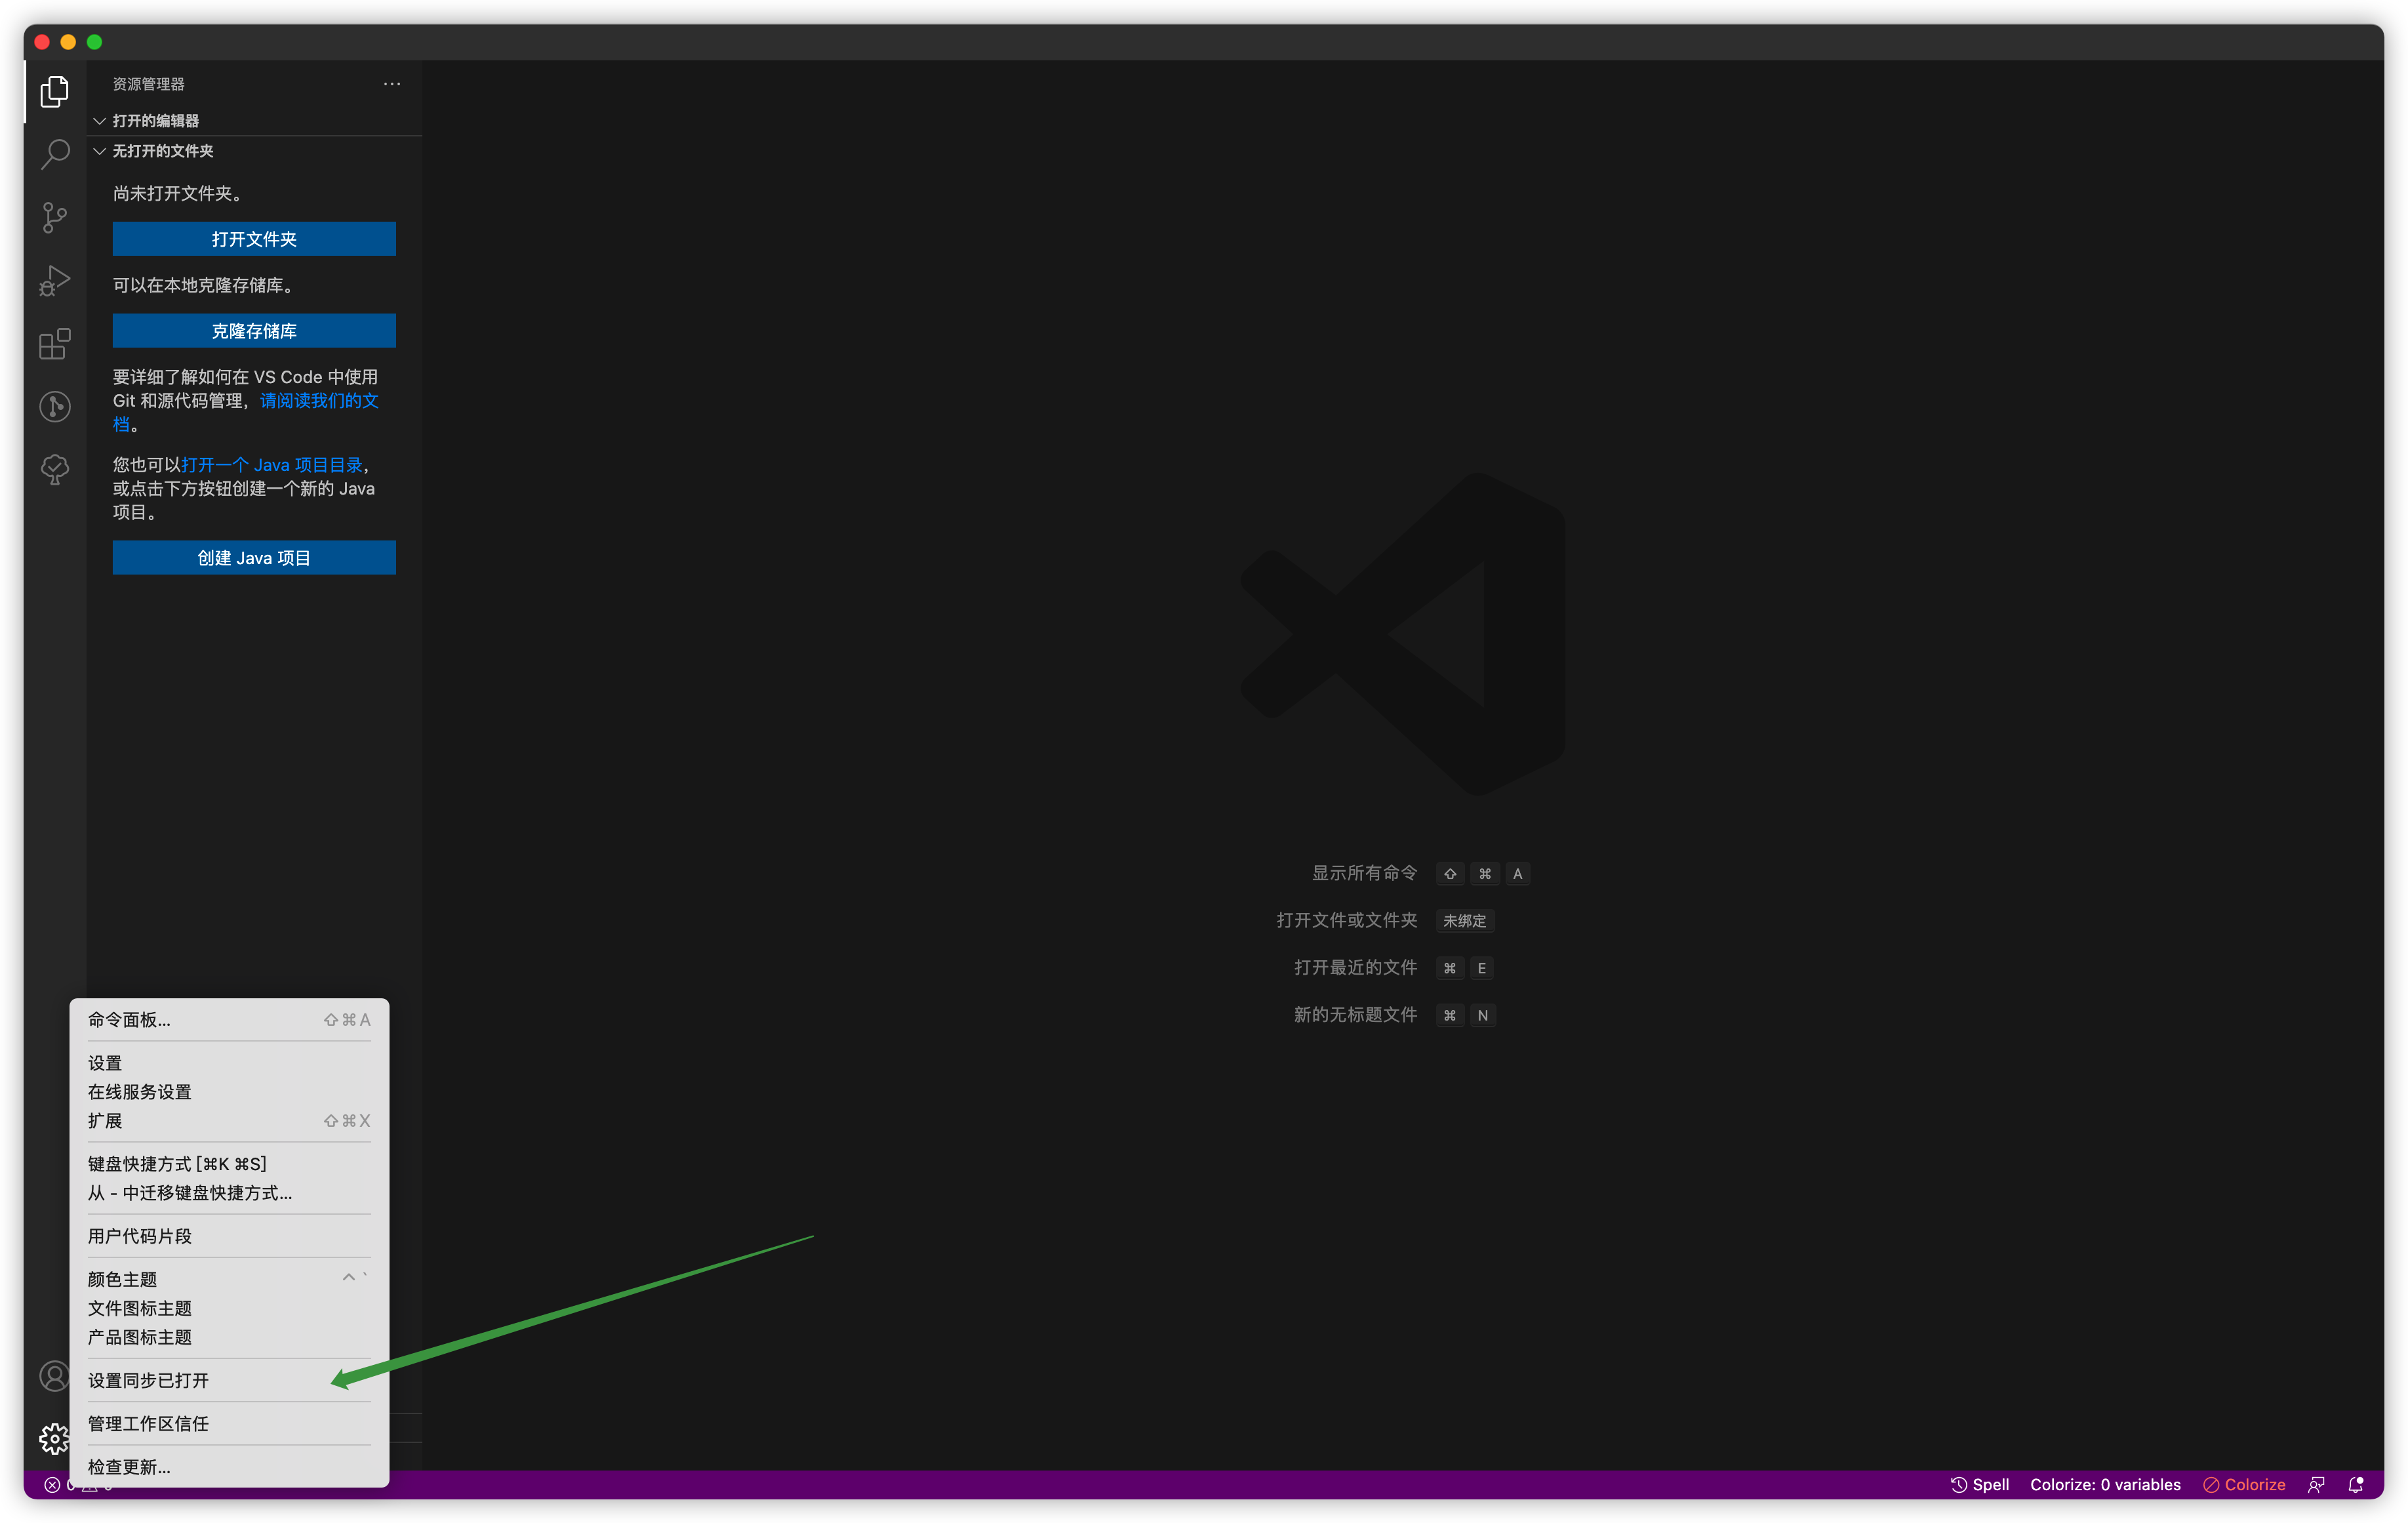 资源管理器
打开的编辑器
无打开的文件夹
尚未打开文件夹。
打开文件夹
可以在本地克隆存储库。
克隆存储库
要详细了解如何在 VS Code 中使用
Git 和源代码管理，请阅读我们的文
档。
您也可以打开一个 Java 项目目录，
或点击下方按钮创建一个新的 Java
项目。
创建 Java 项目
显示所有命令 ⇧ ⌘ A
打开文件或文件夹 未绑定
打开最近的文件 ⌘ E
新的无标题文件 ⌘ N
命令面板... ⇧⌘A
设置
在线服务设置
扩展 ⇧⌘X
键盘快捷方式 [⌘K ⌘S]
从 - 中迁移键盘快捷方式...
用户代码片段
颜色主题 ^ `
文件图标主题
产品图标主题
设置同步已打开
管理工作区信任
检查更新...
Spell Colorize: 0 variables Colorize